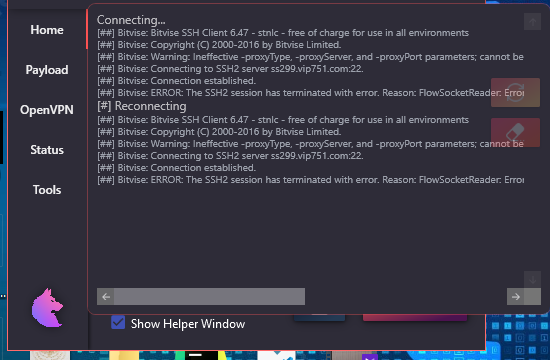 Home
Payload
OpenVPN
Status
Tools
Connecting...
[##] Bitvise: Bitvise SSH Client 6.47 - stnlc - free of charge for use in all environments
[##] Bitvise: Copyright (C) 2000-2016 by Bitvise Limited.
[##] Bitvise: Warning: Ineffective -proxyType, -proxyServer, and -proxyPort parameters; cannot be
[##] Bitvise: Connecting to SSH2 server ss299.vip751.com:22.
[##] Bitvise: Connection established.
[##] Bitvise: ERROR: The SSH2 session has terminated with error. Reason: FlowSocketReader: Error
[#] Reconnecting
[##] Bitvise: Bitvise SSH Client 6.47 - stnlc - free of charge for use in all environments
[##] Bitvise: Copyright (C) 2000-2016 by Bitvise Limited.
[##] Bitvise: Warning: Ineffective -proxyType, -proxyServer, and -proxyPort parameters; cannot be
[##] Bitvise: Connecting to SSH2 server ss299.vip751.com:22.
[##] Bitvise: Connection established.
[##] Bitvise: ERROR: The SSH2 session has terminated with error. Reason: FlowSocketReader: Error
Show Helper Window